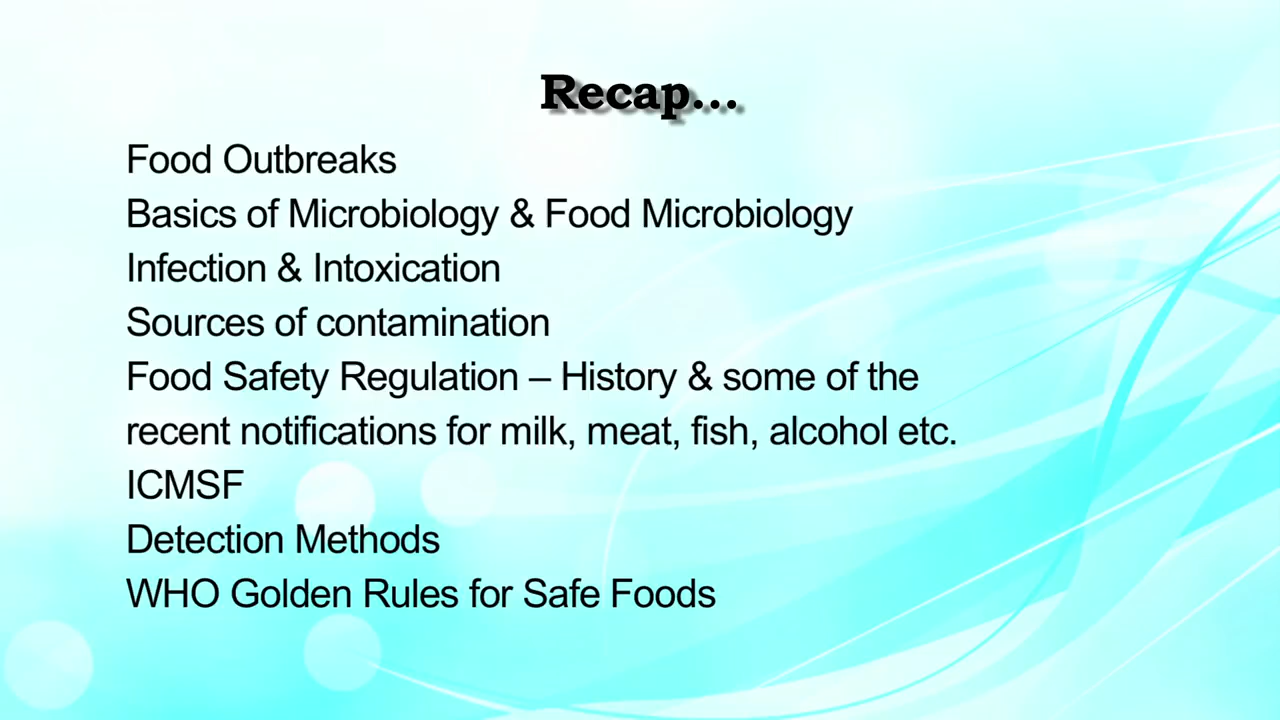 Recap...
Food Outbreaks
Basics of Microbiology & Food Microbiology
Infection & Intoxication
Sources of contamination
Food Safety Regulation – History & some of the
recent notifications for milk, meat, fish, alcohol etc.
ICMSF
Detection Methods
WHO Golden Rules for Safe Foods